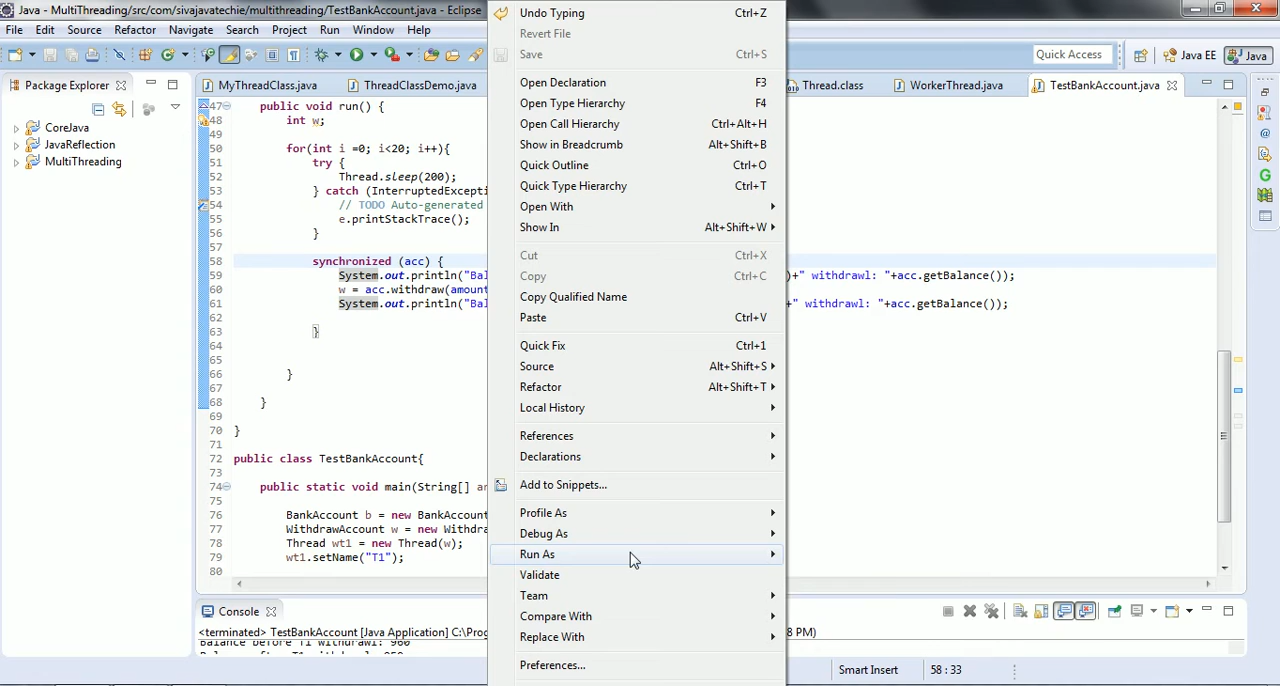 Java - MultiThreading/src/com/sivajavatechie/multithreading/TestBankAccount.java - Eclipse
File Edit Source Refactor Navigate Search Project Run Window Help
Quick Access Java EE Java
Package Explorer
MyThreadClass.java ThreadClassDemo.java Thread.class WorkerThread.java TestBankAccount.java
CoreJava
JavaReflection
MultiThreading
47 public void run() {
48 int w;
49
50 for(int i =0; i<20; i++){
51 try {
52 Thread.sleep(200);
53 } catch (InterruptedExcepti
54 // TODO Auto-generated
55 e.printStackTrace();
56 }
57
58 synchronized (acc) {
59 System.out.println("Bal )+" withdrawl: "+acc.getBalance());
60 w = acc.withdraw(amount
61 System.out.println("Bal +" withdrawl: "+acc.getBalance());
62
63 }
64
65
66 }
67
68 }
69
70 }
71
72 public class TestBankAccount{
73
74 public static void main(String[] ar
75
76 BankAccount b = new BankAccount
77 WithdrawAccount w = new Withdra
78 Thread wt1 = new Thread(w);
79 wt1.setName("T1");
80
Undo Typing Ctrl+Z
Revert File
Save Ctrl+S
Open Declaration F3
Open Type Hierarchy F4
Open Call Hierarchy Ctrl+Alt+H
Show in Breadcrumb Alt+Shift+B
Quick Outline Ctrl+O
Quick Type Hierarchy Ctrl+T
Open With
Show In Alt+Shift+W
Cut Ctrl+X
Copy Ctrl+C
Copy Qualified Name
Paste Ctrl+V
Quick Fix Ctrl+1
Source Alt+Shift+S
Refactor Alt+Shift+T
Local History
References
Declarations
Add to Snippets...
Profile As
Debug As
Run As
Validate
Team
Compare With
Replace With
Preferences...
Console
<terminated> TestBankAccount [Java Application] C:\Prog 8 PM)
Balance before T1 withdrawl: 960
Smart Insert 58 : 33